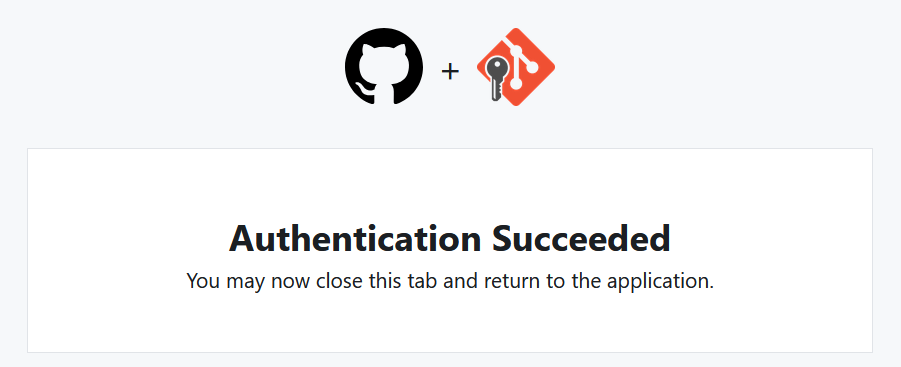 +
Authentication Succeeded
You may now close this tab and return to the application.